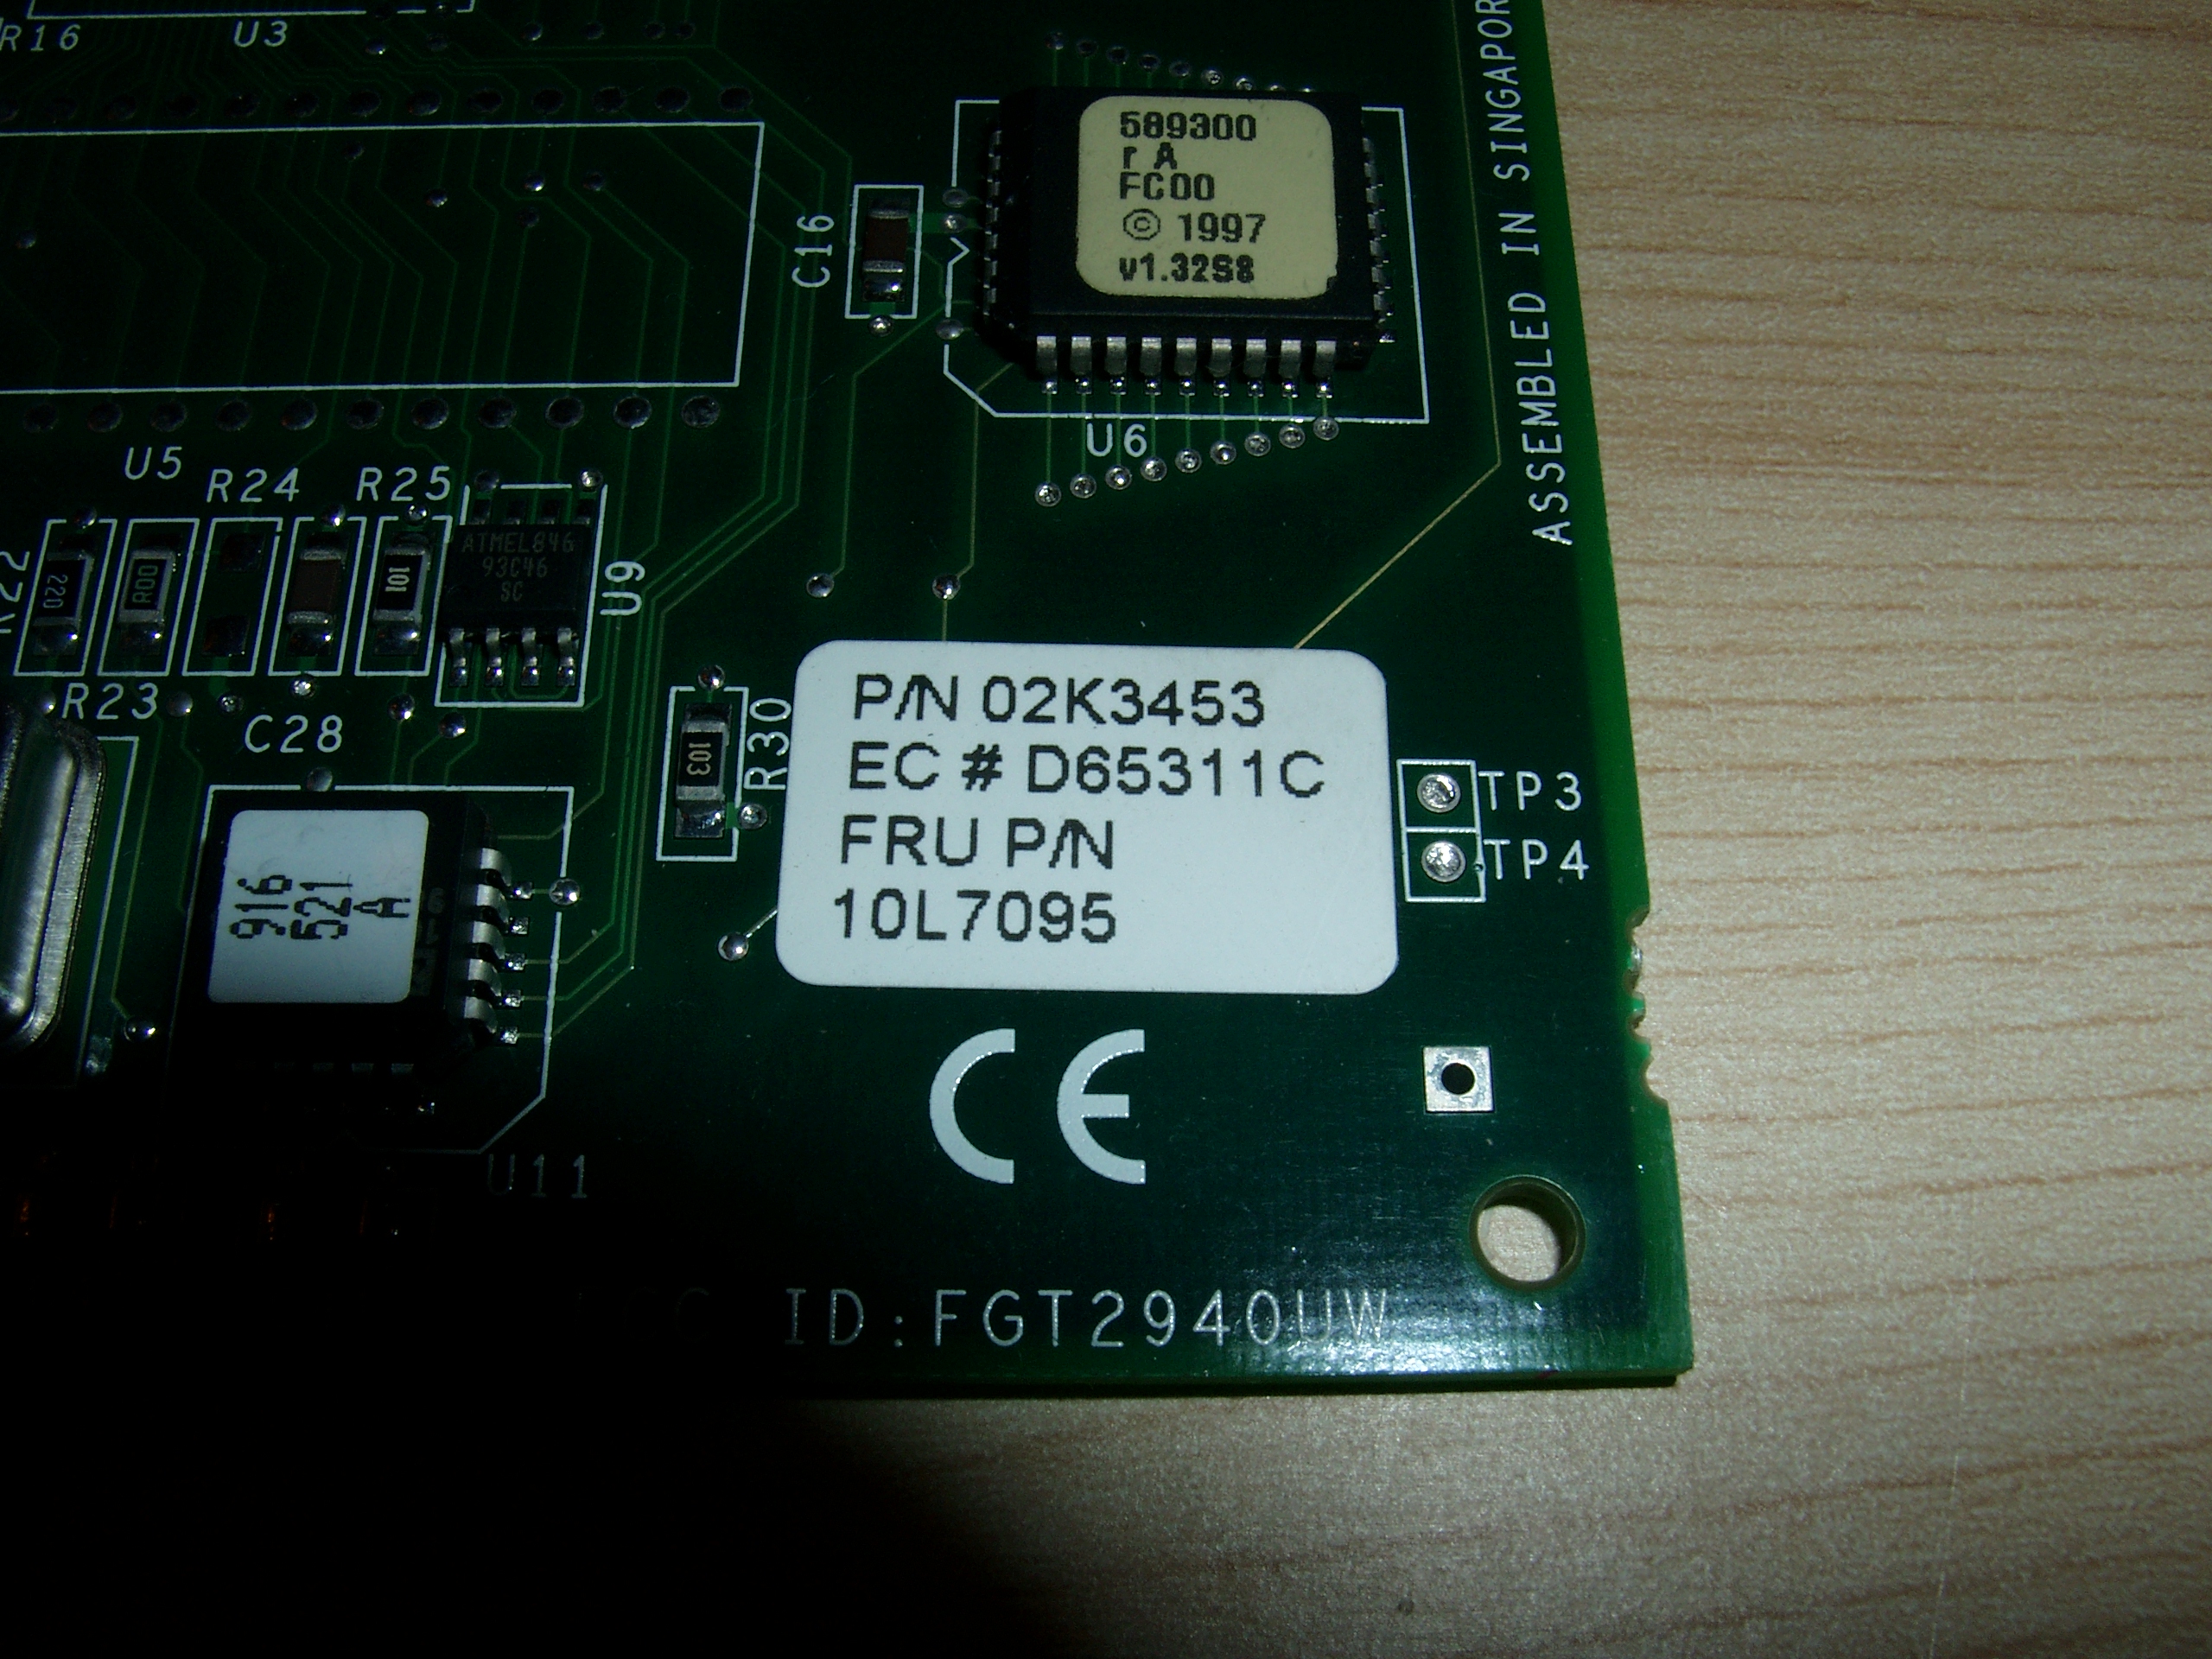 R16
U3
589300
r A
FC00
© 1997
v1.32S8
C16
U6
ASSEMBLED IN SINGAPOR
U5
R24
R25
R22
220
R00
101
ATMEL846
93C46
SC
U9
R23
C28
103
R30
P/N 02K3453
EC # D65311C
FRU P/N
10L7095
TP3
TP4
916
521
A
CE
U11
ID:FGT2940UW